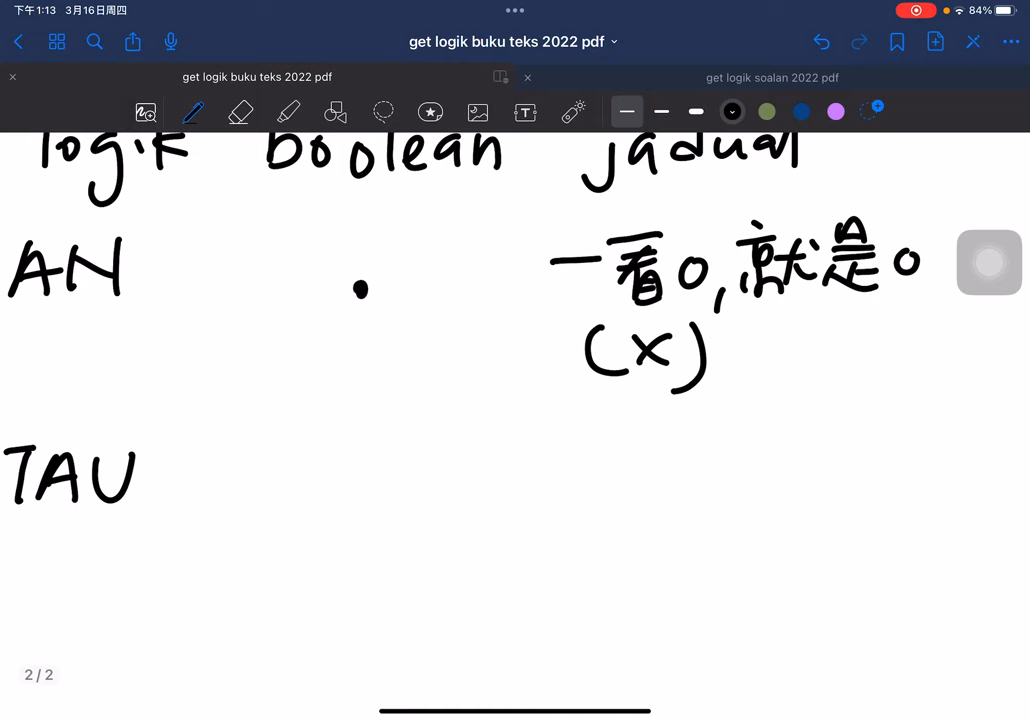 下午1:13 3月16日周四 84%
get logik buku teks 2022 pdf
get logik buku teks 2022 pdf get logik soalan 2022 pdf
logik boolean jadual
AN • 一看0,就是0
(x)
TAU
2 / 2